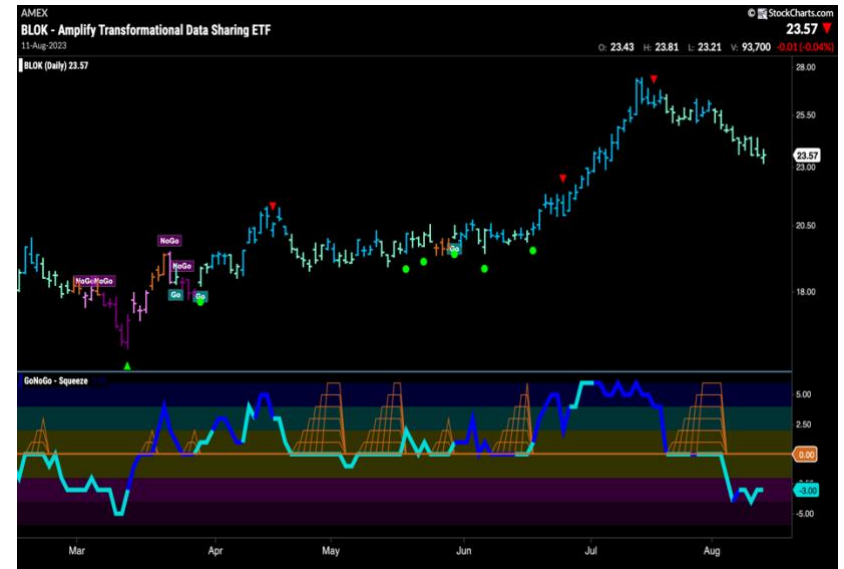 AMEX
© StockCharts.com
BLOK - Amplify Transformational Data Sharing ETF
23.57
11-Aug-2023
O: 23.43 H: 23.81 L: 23.21 V: 93,700 -0.01 (-0.04%)
BLOK (Daily) 23.57
28.00
25.50
23.57
23.00
20.50
18.00
NoGo
NoGo
NoGo
NoGo
Go
Go
Go
GoNoGo - Squeeze
5.00
2.50
0.00
-3.00
-5.00
Mar Apr May Jun Jul Aug